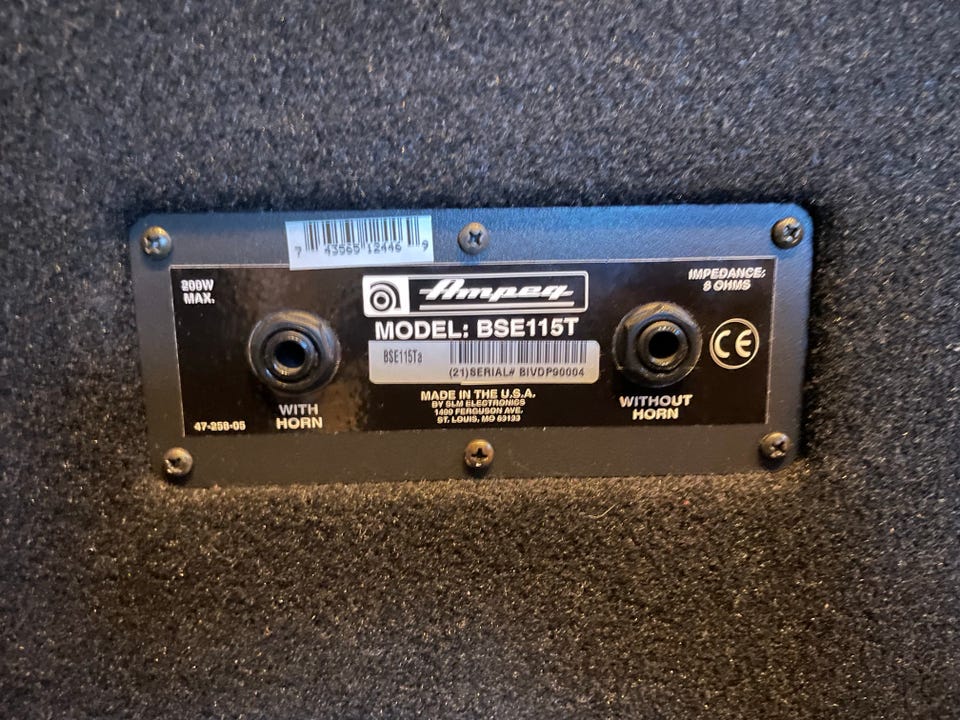 7 43565 12446 9
200W
MAX.
Ampeg
IMPEDANCE:
8 OHMS
MODEL: BSE115T
BSE115Ta
(21)SERIAL# BIVDP90004
CE
MADE IN THE U.S.A.
BY SLM ELECTRONICS
1400 FERGUSON AVE.
ST. LOUIS, MO 63133
WITH
HORN
WITHOUT
HORN
47-258-05